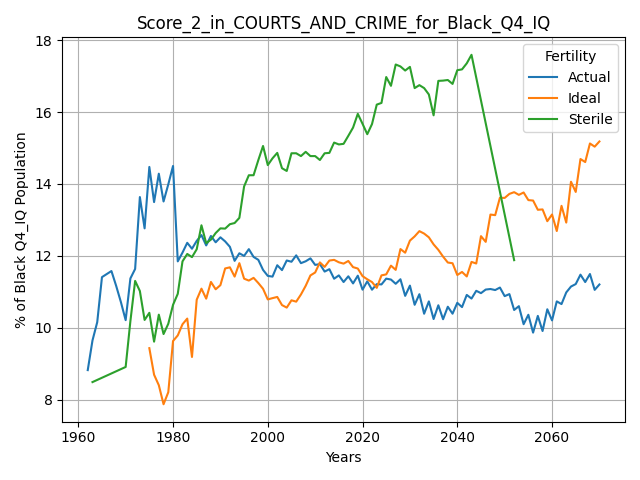 Score_2_in_COURTS_AND_CRIME_for_Black_Q4_IQ
18
16
14
12
10
8
% of Black Q4_IQ Population
1960
1980
2000
2020
2040
2060
Years
Fertility
Actual
Ideal
Sterile